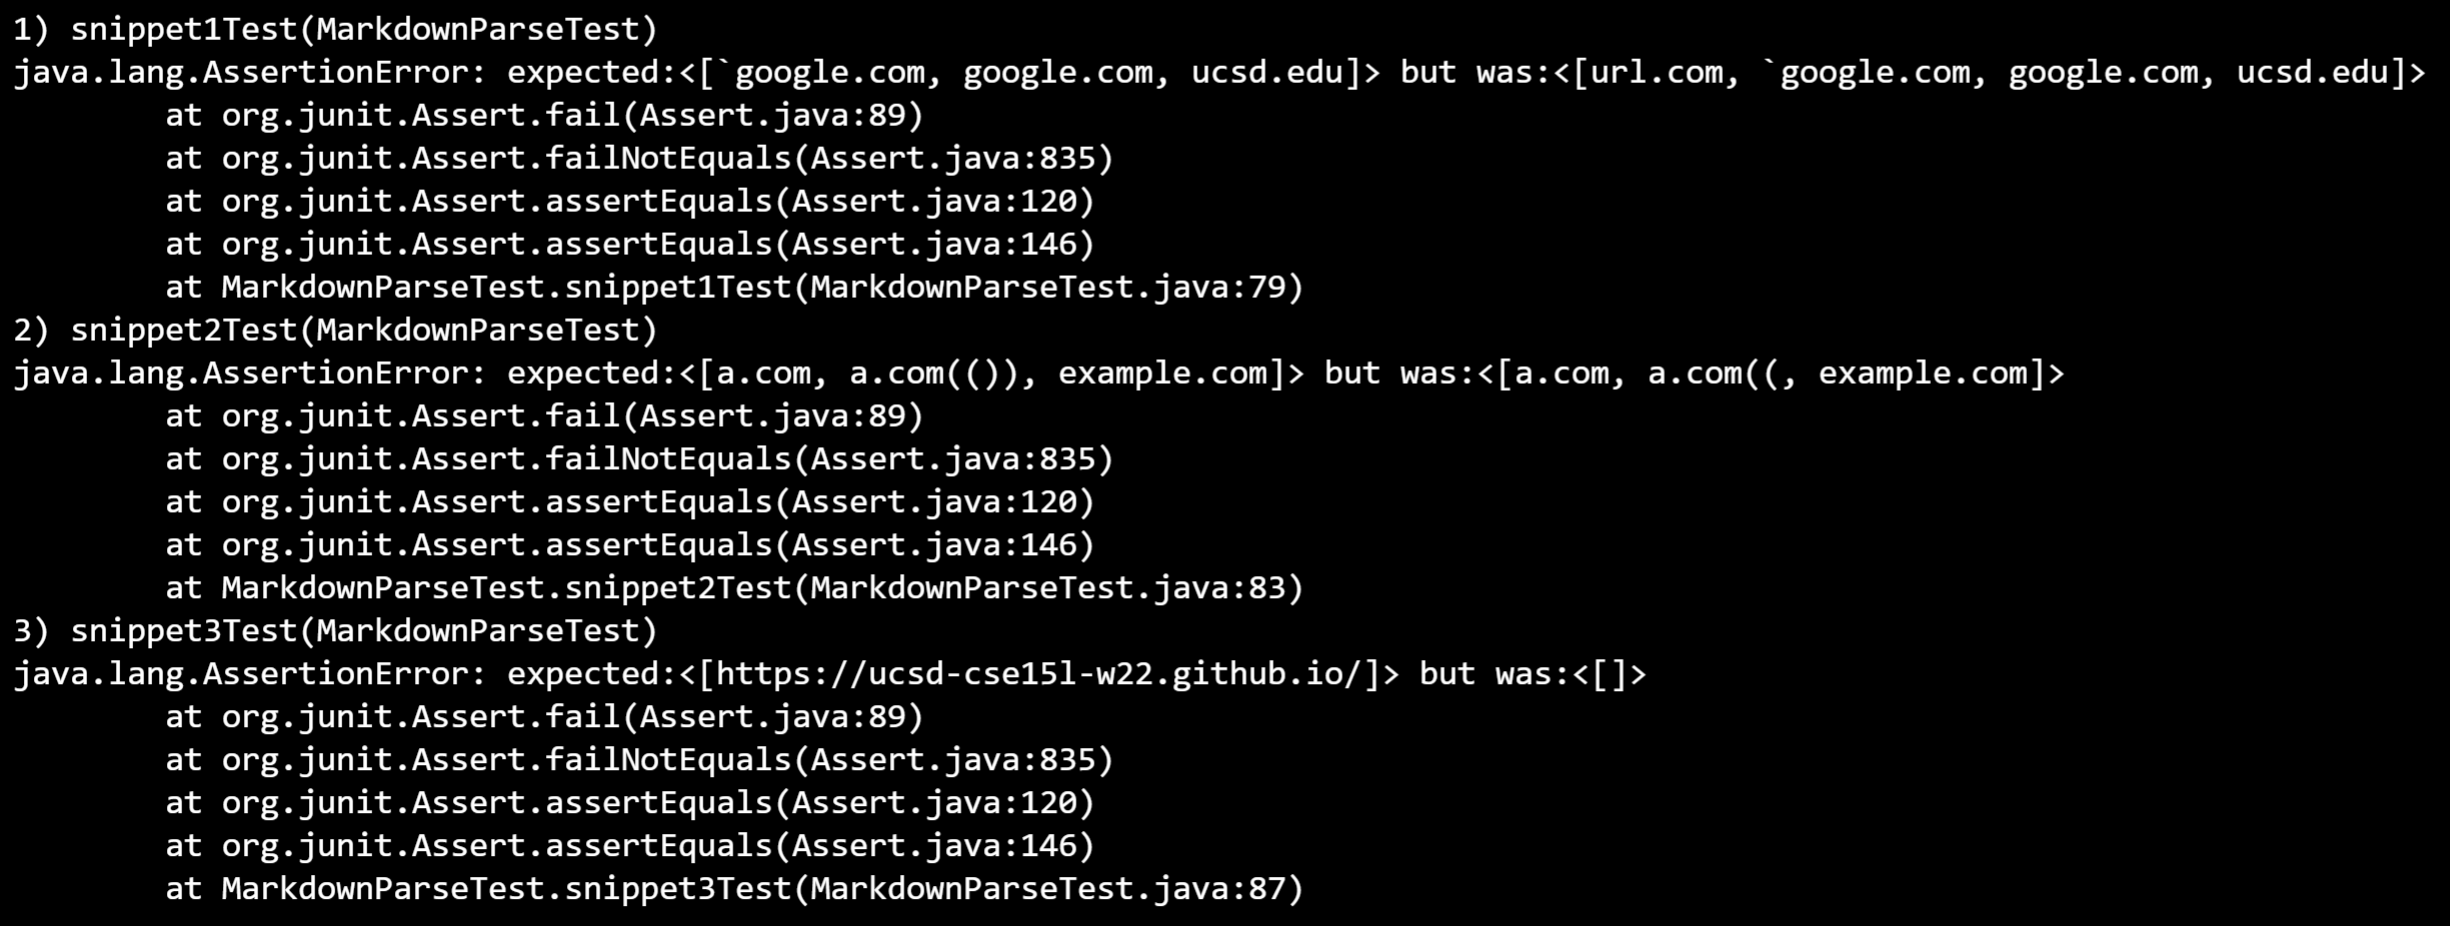 1) snippet1Test(MarkdownParseTest)
java.lang.AssertionError: expected:<[`google.com, google.com, ucsd.edu]> but was:<[url.com, `google.com, google.com, ucsd.edu]>
at org.junit.Assert.fail(Assert.java:89)
at org.junit.Assert.failNotEquals(Assert.java:835)
at org.junit.Assert.assertEquals(Assert.java:120)
at org.junit.Assert.assertEquals(Assert.java:146)
at MarkdownParseTest.snippet1Test(MarkdownParseTest.java:79)
2) snippet2Test(MarkdownParseTest)
java.lang.AssertionError: expected:<[a.com, a.com(()), example.com]> but was:<[a.com, a.com((, example.com]>
at org.junit.Assert.fail(Assert.java:89)
at org.junit.Assert.failNotEquals(Assert.java:835)
at org.junit.Assert.assertEquals(Assert.java:120)
at org.junit.Assert.assertEquals(Assert.java:146)
at MarkdownParseTest.snippet2Test(MarkdownParseTest.java:83)
3) snippet3Test(MarkdownParseTest)
java.lang.AssertionError: expected:<[https://ucsd-cse15l-w22.github.io/]> but was:<[]>
at org.junit.Assert.fail(Assert.java:89)
at org.junit.Assert.failNotEquals(Assert.java:835)
at org.junit.Assert.assertEquals(Assert.java:120)
at org.junit.Assert.assertEquals(Assert.java:146)
at MarkdownParseTest.snippet3Test(MarkdownParseTest.java:87)